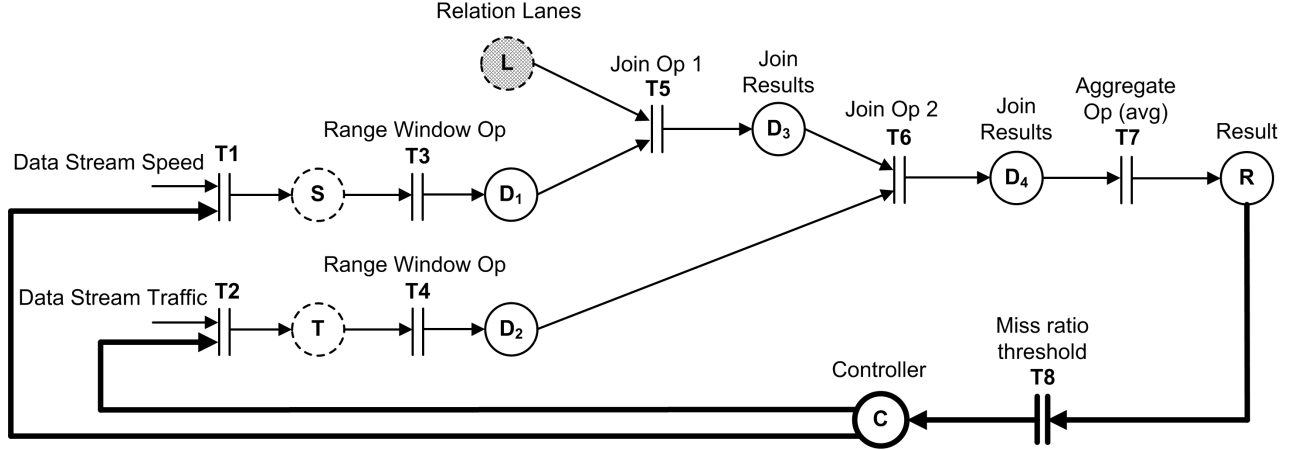 Relation Lanes
L
Join Op 1
T5
Join
Results
D3
Join Op 2
T6
Join
Results
D4
Aggregate
Op (avg)
T7
Result
R
Data Stream Speed
T1
S
Range Window Op
T3
D1
Data Stream Traffic
T2
T
Range Window Op
T4
D2
Miss ratio
threshold
T8
Controller
C